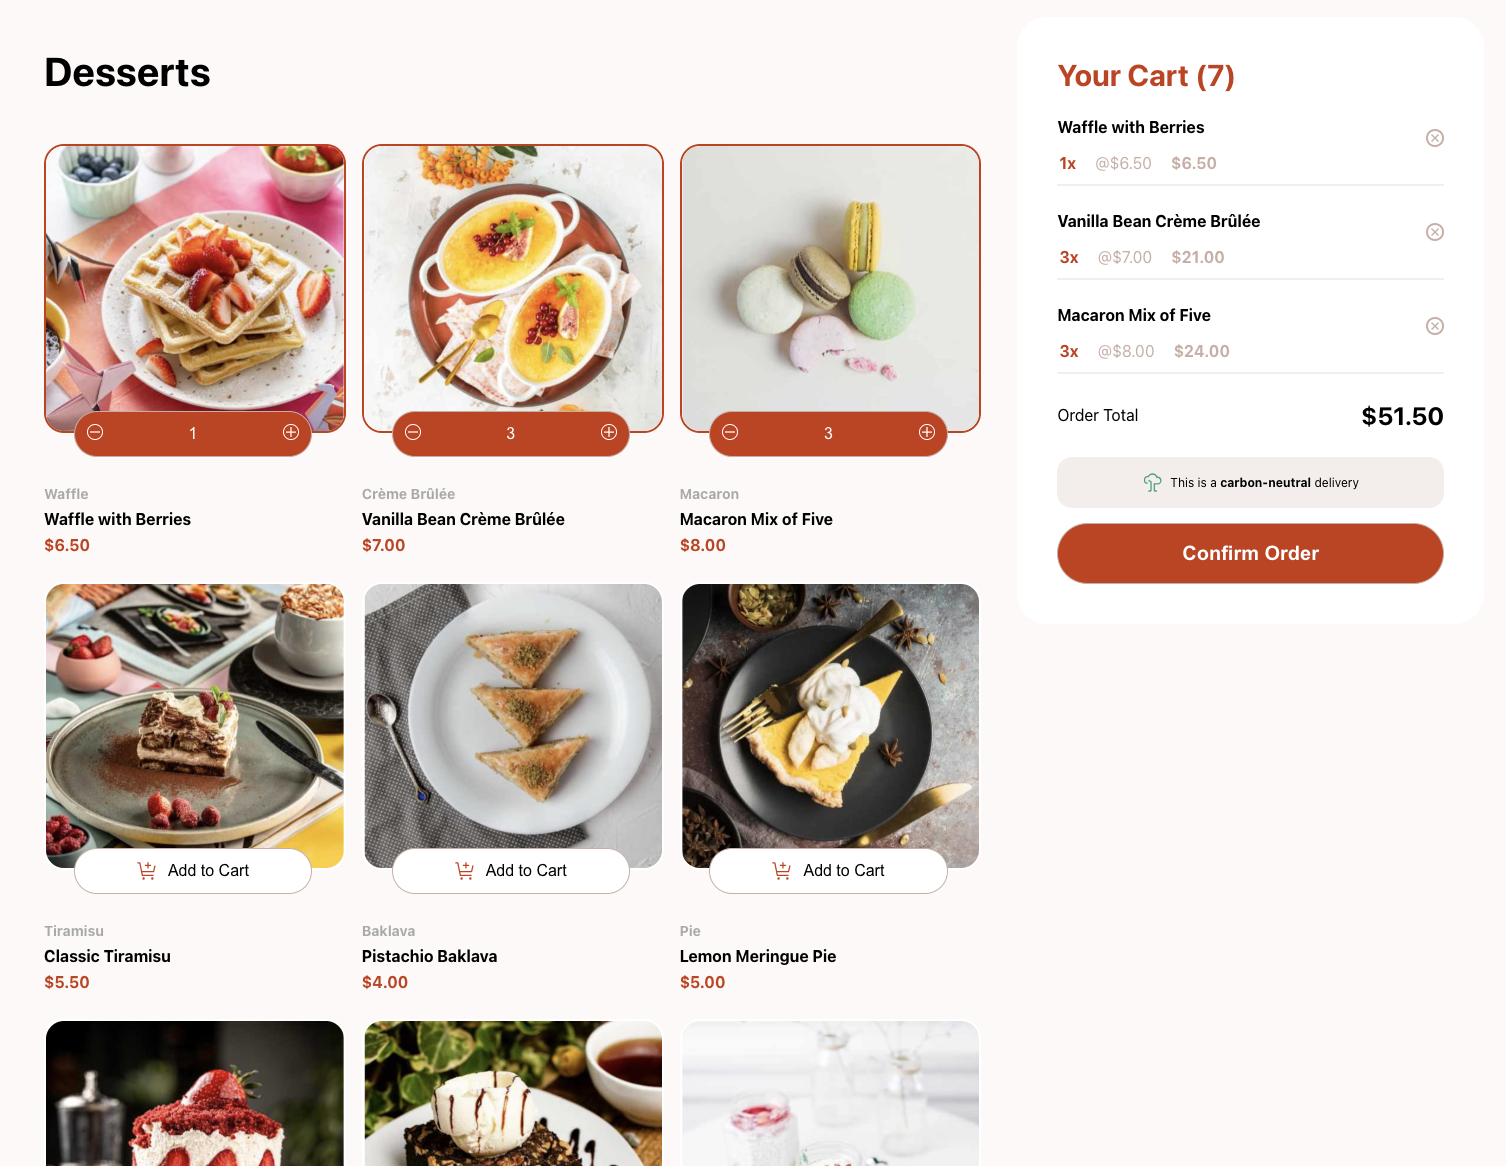 Desserts
1
3
3
Waffle
Waffle with Berries
$6.50
Crème Brûlée
Vanilla Bean Crème Brûlée
$7.00
Macaron
Macaron Mix of Five
$8.00
Add to Cart
Add to Cart
Add to Cart
Tiramisu
Classic Tiramisu
$5.50
Baklava
Pistachio Baklava
$4.00
Pie
Lemon Meringue Pie
$5.00
Your Cart (7)
Waffle with Berries
1x @$6.50 $6.50
Vanilla Bean Crème Brûlée
3x @$7.00 $21.00
Macaron Mix of Five
3x @$8.00 $24.00
Order Total $51.50
This is a carbon-neutral delivery
Confirm Order